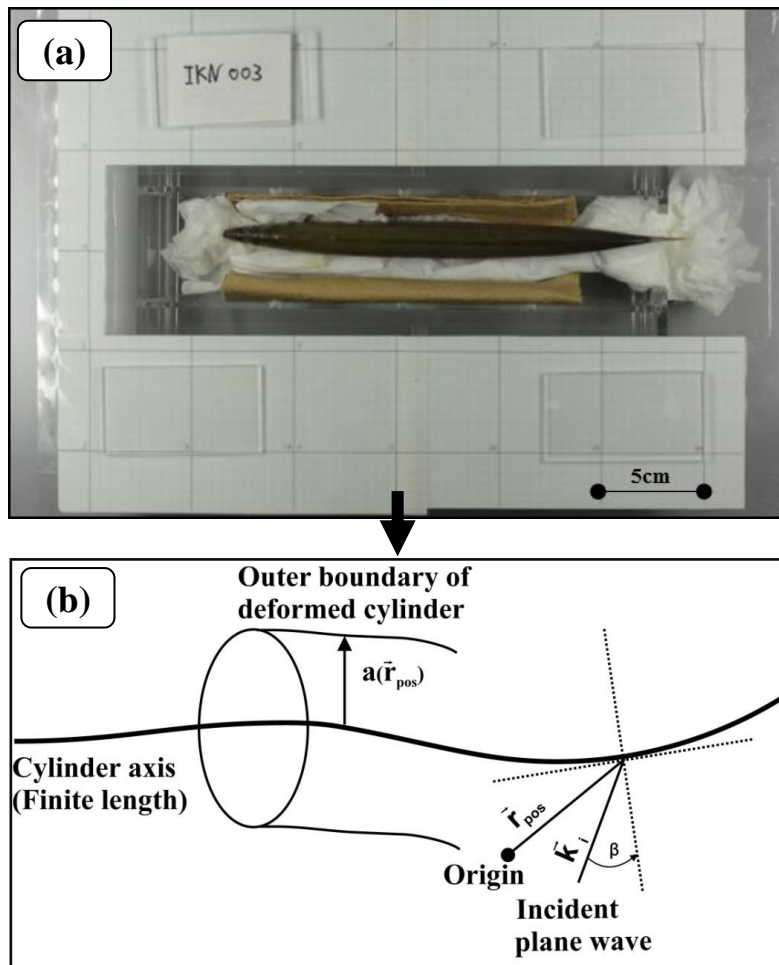 (a)
IKN 003
5cm
(b)
Outer boundary of
deformed cylinder
a(r⃗pos)
Cylinder axis
(Finite length)
r⃗pos
Origin
k⃗i
β
Incident
plane wave